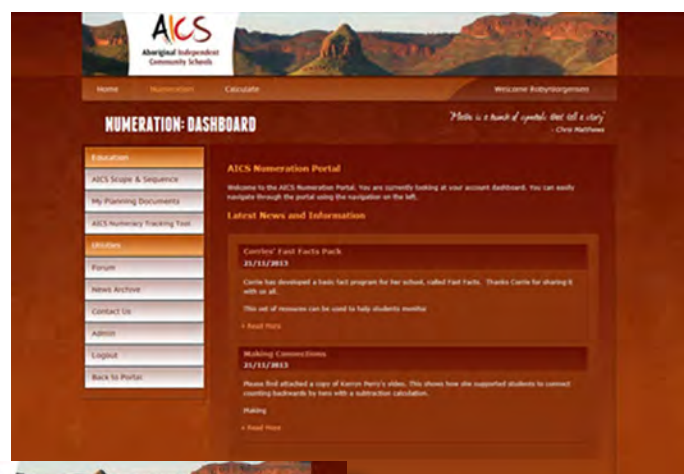 AICS
Aboriginal Independent
Community Schools
Home Numeration Calculate Welcome RobynJorgensen
NUMERATION: DASHBOARD
"Maths is a bunch of symbols that tell a story"
- Chris Matthews
Education
AICS Scope & Sequence
My Planning Documents
AICS Numeracy Tracking Tool
Utilities
Forum
News Archive
Contact Us
Admin
Logout
Back to Portal
AICS Numeration Portal
Welcome to the AICS Numeration Portal. You are currently looking at your account dashboard. You can easily
navigate through the portal using the navigation on the left.
Latest News and Information
Corries' Fast Facts Pack
21/11/2013
Corrie has developed a basic fact program for her school, called Fast Facts. Thanks Corrie for sharing it
with us all.
This set of resources can be used to help students monitor
+ Read More
Making Connections
21/11/2013
Please find attached a copy of Karryn Perry's video. This shows how she supported students to connect
counting backwards by tens with a subtraction calculation.
Making
+ Read More